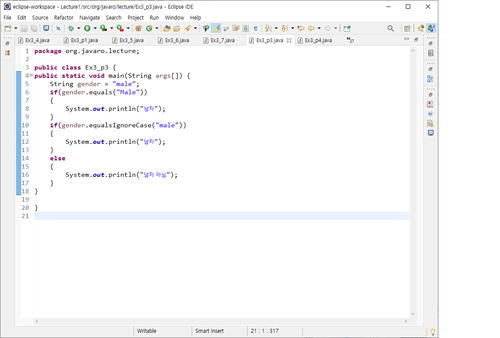 eclipse-workspace - Lecture1/src/org/javaro/lecture/Ex3_p3.java - Eclipse IDE
File Edit Source Refactor Navigate Search Project Run Window Help
Ex3_4.java Ex3_p1.java Ex3_5.java Ex3_6.java Ex3_7.java Ex3_p3.java Ex3_p4.java
1 package org.javaro.lecture;
2
3 public class Ex3_p3 {
4 public static void main(String args[]) {
5 String gender = "male";
6 if(gender.equals("Male"))
7 {
8 System.out.println("남자");
9 }
10 if(gender.equalsIgnoreCase("male"))
11 {
12 System.out.println("남자");
13 }
14 else
15 {
16 System.out.println("남자 아님");
17 }
18 }
19
20 }
21
Writable Smart Insert 21 : 1 : 317